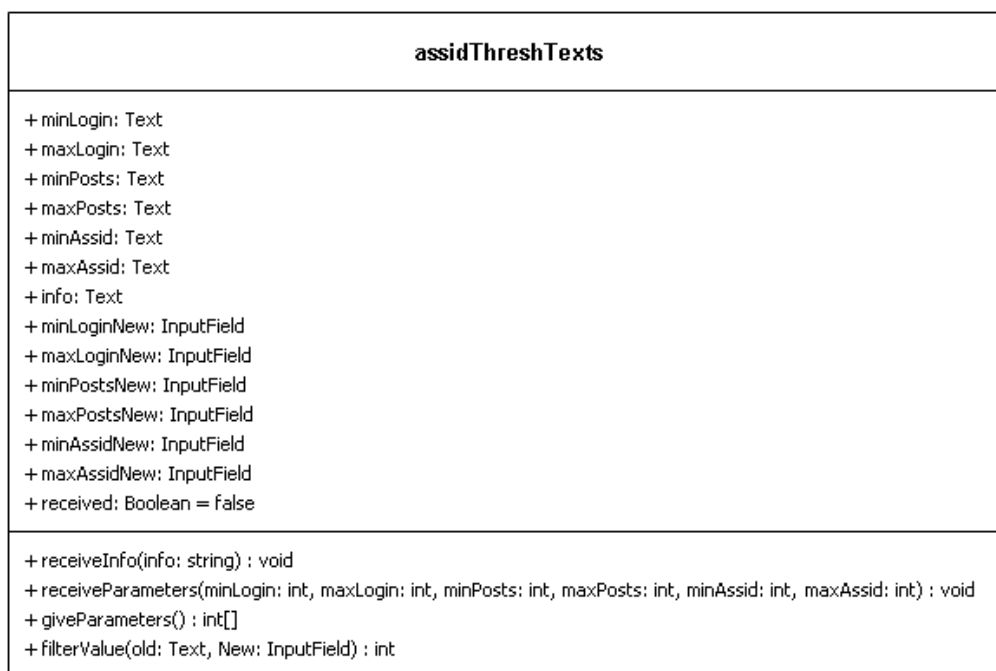 assidThreshTexts
+ minLogin: Text
+ maxLogin: Text
+ minPosts: Text
+ maxPosts: Text
+ minAssid: Text
+ maxAssid: Text
+ info: Text
+ minLoginNew: InputField
+ maxLoginNew: InputField
+ minPostsNew: InputField
+ maxPostsNew: InputField
+ minAssidNew: InputField
+ maxAssidNew: InputField
+ received: Boolean = false
+ receiveInfo(info: string) : void
+ receiveParameters(minLogin: int, maxLogin: int, minPosts: int, maxPosts: int, minAssid: int, maxAssid: int) : void
+ giveParameters() : int[]
+ filterValue(old: Text, New: InputField) : int